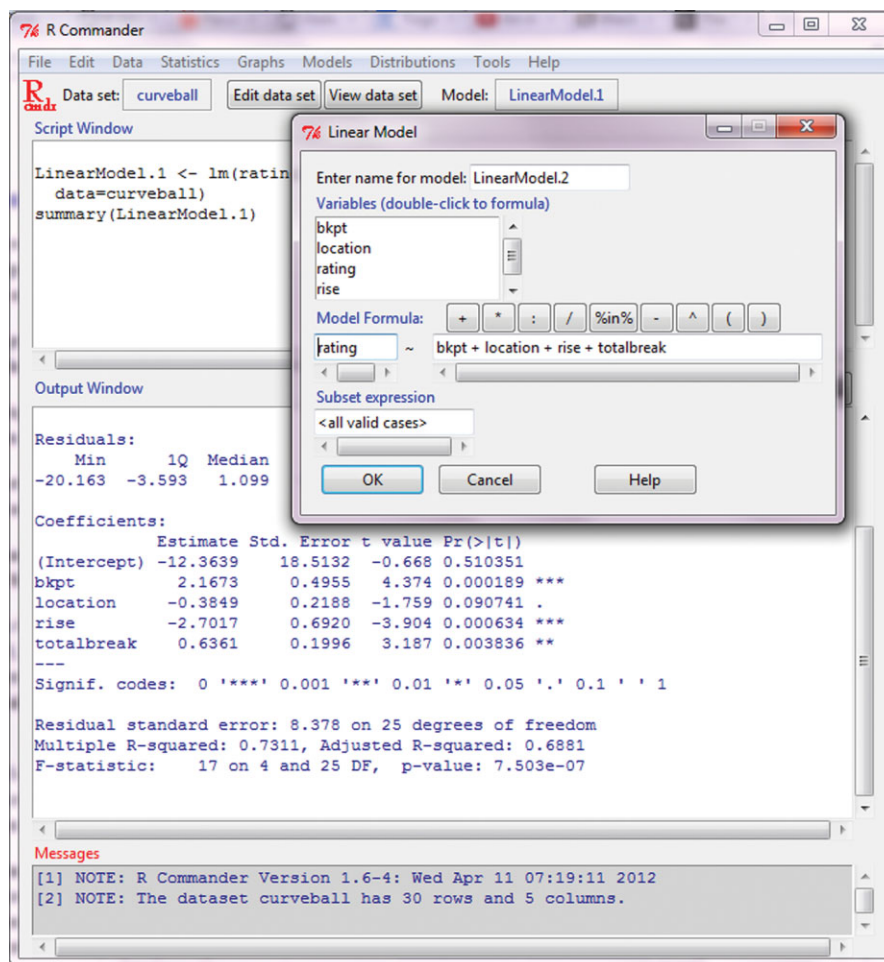 R Commander
File Edit Data Statistics Graphs Models Distributions Tools Help
R cmdr Data set: curveball Edit data set View data set Model: LinearModel.1
Script Window
LinearModel.1 <- lm(ratin
data=curveball)
summary(LinearModel.1)
Linear Model
Enter name for model: LinearModel.2
Variables (double-click to formula)
bkpt
location
rating
rise
Model Formula: + * : / %in% - ^ ( )
rating ~ bkpt + location + rise + totalbreak
Subset expression
<all valid cases>
OK Cancel Help
Output Window
Residuals:
Min 1Q Median
-20.163 -3.593 1.099
Coefficients:
Estimate Std. Error t value Pr(>|t|)
(Intercept) -12.3639 18.5132 -0.668 0.510351
bkpt 2.1673 0.4955 4.374 0.000189 ***
location -0.3849 0.2188 -1.759 0.090741 .
rise -2.7017 0.6920 -3.904 0.000634 ***
totalbreak 0.6361 0.1996 3.187 0.003836 **
---
Signif. codes: 0 '***' 0.001 '**' 0.01 '*' 0.05 '.' 0.1 ' ' 1
Residual standard error: 8.378 on 25 degrees of freedom
Multiple R-squared: 0.7311, Adjusted R-squared: 0.6881
F-statistic: 17 on 4 and 25 DF, p-value: 7.503e-07
Messages
[1] NOTE: R Commander Version 1.6-4: Wed Apr 11 07:19:11 2012
[2] NOTE: The dataset curveball has 30 rows and 5 columns.